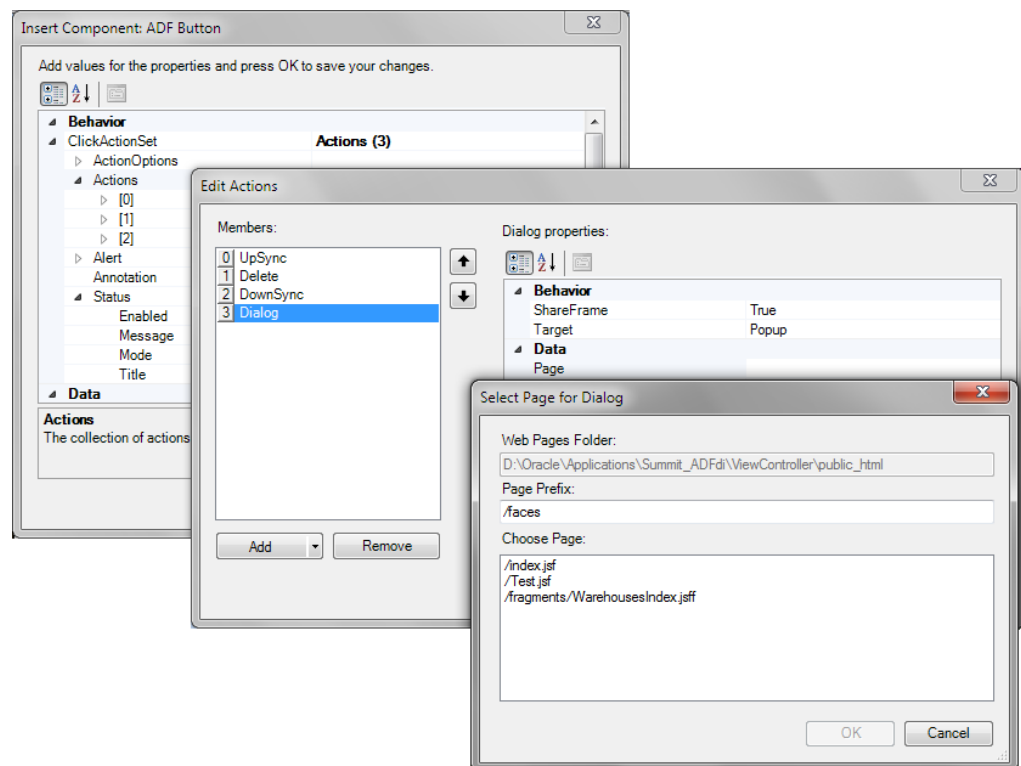 Insert Component: ADF Button
Add values for the properties and press OK to save your changes.
Behavior
ClickActionSet Actions (3)
ActionOptions
Actions
[0]
[1]
[2]
Alert
Annotation
Status
Enabled
Message
Mode
Title
Data
Actions
The collection of actions
Edit Actions
Members:
0 UpSync
1 Delete
2 DownSync
3 Dialog
Add
Remove
Dialog properties:
Behavior
ShareFrame True
Target Popup
Data
Page
Select Page for Dialog
Web Pages Folder:
D:\Oracle\Applications\Summit_ADFdi\ViewController\public_html
Page Prefix:
/faces
Choose Page:
/index.jsf
/Test.jsf
/fragments/WarehousesIndex.jsff
OK
Cancel